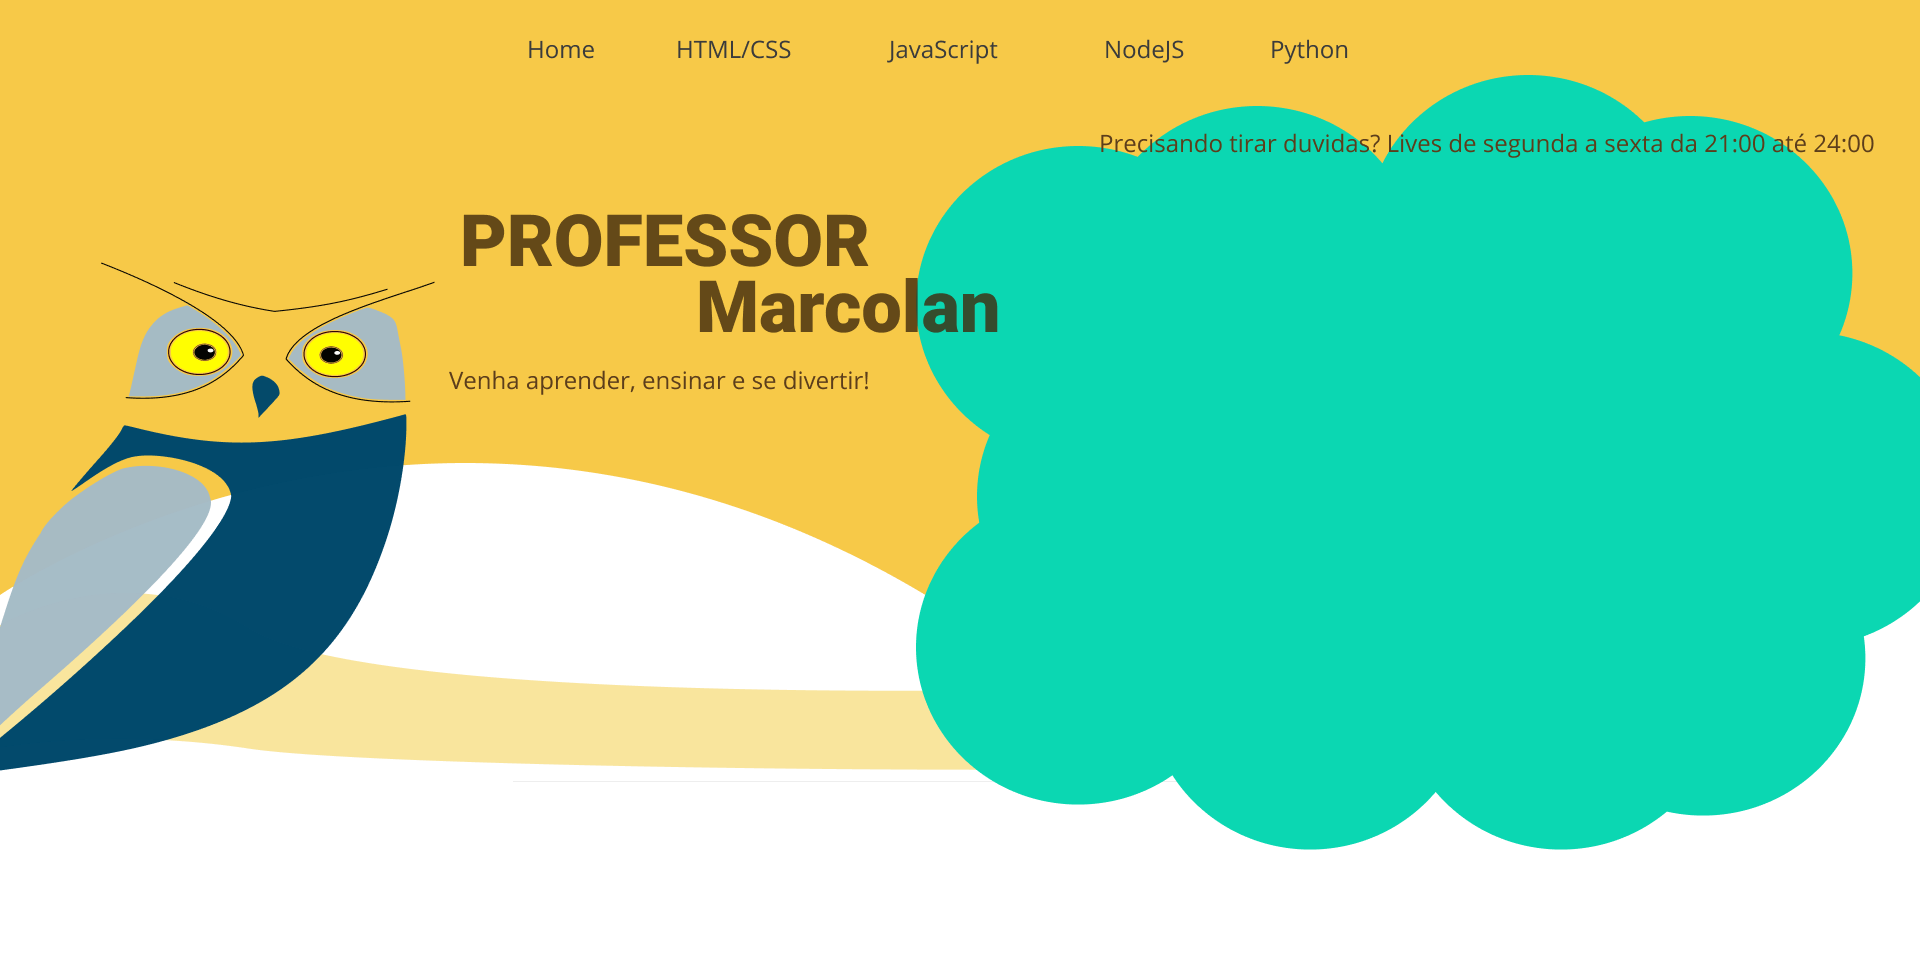 Home HTML/CSS JavaScript NodeJS Python
Precisando tirar duvidas? Lives de segunda a sexta da 21:00 até 24:00
PROFESSOR
Marcolan
Venha aprender, ensinar e se divertir!